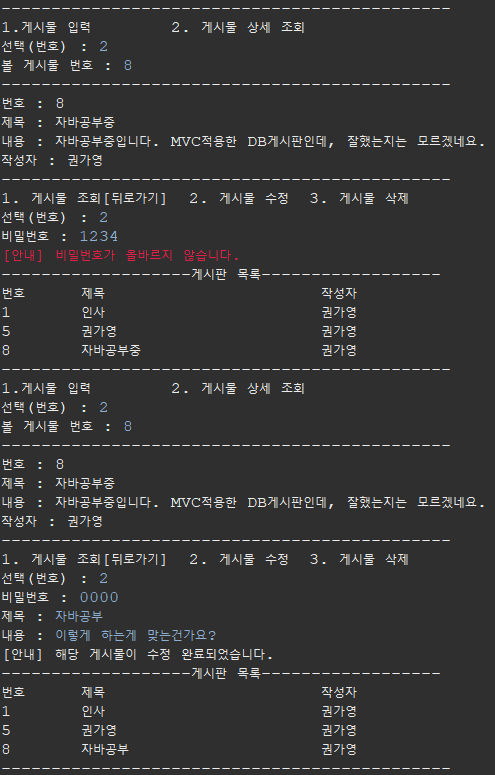 ---------------------------------------------
1.게시물 입력 2. 게시물 상세 조회
선택(번호) : 2
볼 게시물 번호 : 8
---------------------------------------------
번호 : 8
제목 : 자바공부중
내용 : 자바공부중입니다. MVC적용한 DB게시판인데, 잘했는지는 모르겠네요.
작성자 : 권가영
---------------------------------------------
1. 게시물 조회[뒤로가기] 2. 게시물 수정 3. 게시물 삭제
선택(번호) : 2
비밀번호 : 1234
[안내] 비밀번호가 올바르지 않습니다.
-------------------게시판 목록------------------
번호 제목 작성자
1 인사 권가영
5 권가영 권가영
8 자바공부중 권가영
---------------------------------------------
1.게시물 입력 2. 게시물 상세 조회
선택(번호) : 2
볼 게시물 번호 : 8
---------------------------------------------
번호 : 8
제목 : 자바공부중
내용 : 자바공부중입니다. MVC적용한 DB게시판인데, 잘했는지는 모르겠네요.
작성자 : 권가영
---------------------------------------------
1. 게시물 조회[뒤로가기] 2. 게시물 수정 3. 게시물 삭제
선택(번호) : 2
비밀번호 : 0000
제목 : 자바공부
내용 : 이렇게 하는게 맞는건가요?
[안내] 해당 게시물이 수정 완료되었습니다.
-------------------게시판 목록------------------
번호 제목 작성자
1 인사 권가영
5 권가영 권가영
8 자바공부 권가영
---------------------------------------------